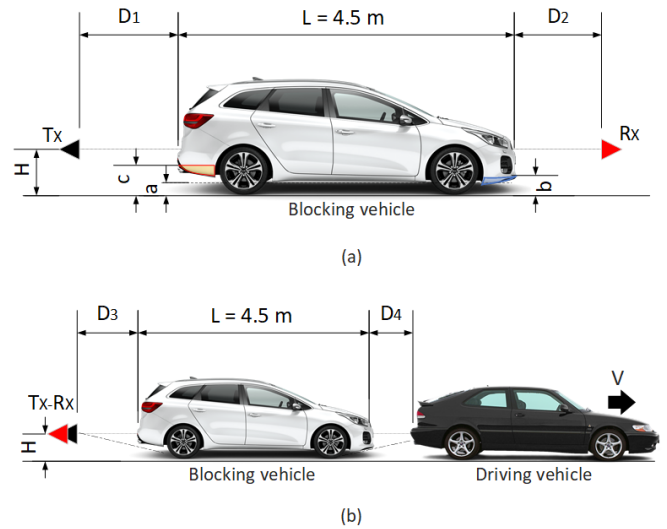 D1 L = 4.5 m D2
Tx Rx
H c a b
Blocking vehicle
(a)
D3 L = 4.5 m D4
Tx-Rx V
H
Blocking vehicle Driving vehicle
(b)